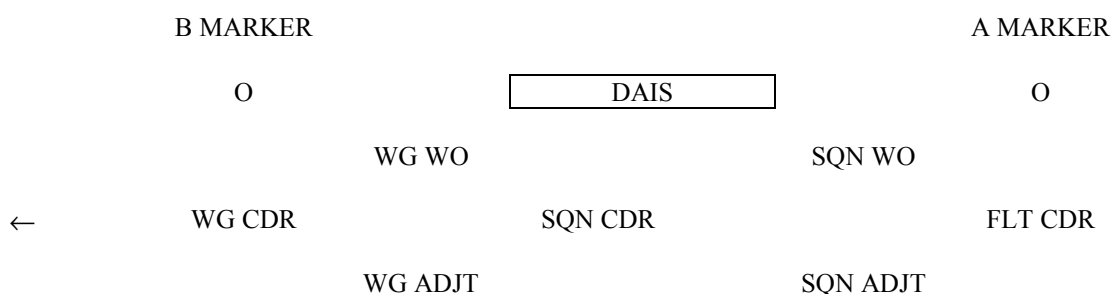 B MARKER A MARKER
O DAIS O
WG WO SQN WO
← WG CDR SQN CDR FLT CDR
WG ADJT SQN ADJT